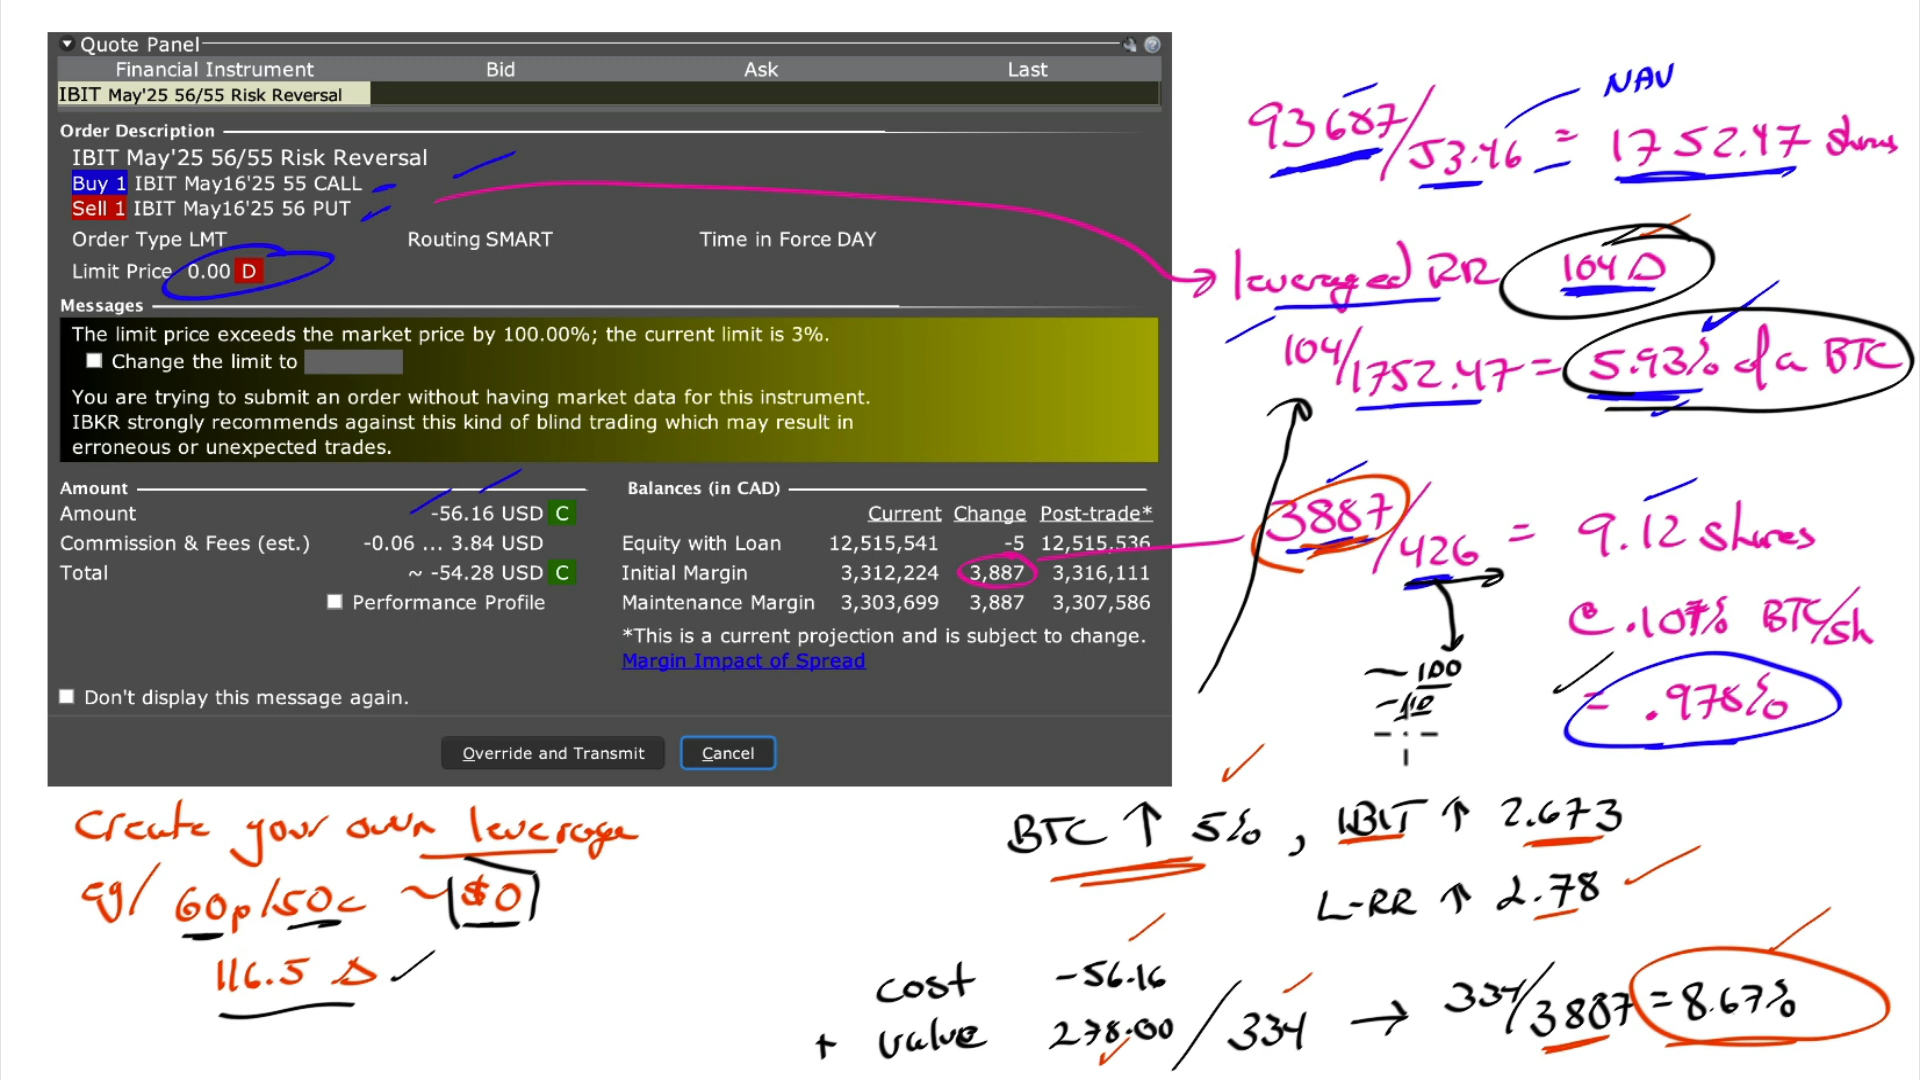 Quote Panel
Financial Instrument Bid Ask Last
IBIT May'25 56/55 Risk Reversal
Order Description
IBIT May'25 56/55 Risk Reversal
Buy 1 IBIT May16'25 55 CALL
Sell 1 IBIT May16'25 56 PUT
Order Type LMT Routing SMART Time in Force DAY
Limit Price 0.00 D
Messages
The limit price exceeds the market price by 100.00%; the current limit is 3%.
Change the limit to
You are trying to submit an order without having market data for this instrument.
IBKR strongly recommends against this kind of blind trading which may result in
erroneous or unexpected trades.
Amount
Amount -56.16 USD C
Commission & Fees (est.) -0.06 ... 3.84 USD
Total ~ -54.28 USD C
Performance Profile
Balances (in CAD)
Current Change Post-trade*
Equity with Loan 12,515,541 -5 12,515,536
Initial Margin 3,312,224 3,887 3,316,111
Maintenance Margin 3,303,699 3,887 3,307,586
*This is a current projection and is subject to change.
Margin Impact of Spread
Don't display this message again.
Override and Transmit Cancel
NAV
93687/53.46 = 1752.47 shares
leveraged RR 104 Δ
104/1752.47 = 5.93% of a BTC
3887/426 = 9.12 shares
@ .107% BTC/sh
= .978%
~100
-110
Create your own leverage
eg/ 60p/50c ~ $0
116.5 Δ
BTC ↑ 5%, IBIT ↑ 2.673
L-RR ↑ 2.78
cost -56.16
+ value 278.00 / 334 → 334/3887 = 8.67%